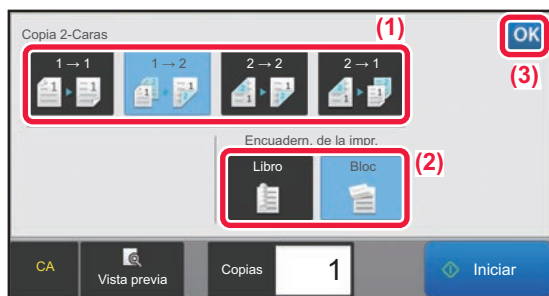 (1)
Copia 2-Caras
OK
1 → 1
1 → 2
2 → 2
2 → 1
(3)
Encuadern. de la impr.
(2)
Libro
Bloc
CA
Vista previa
Copias
1
Iniciar